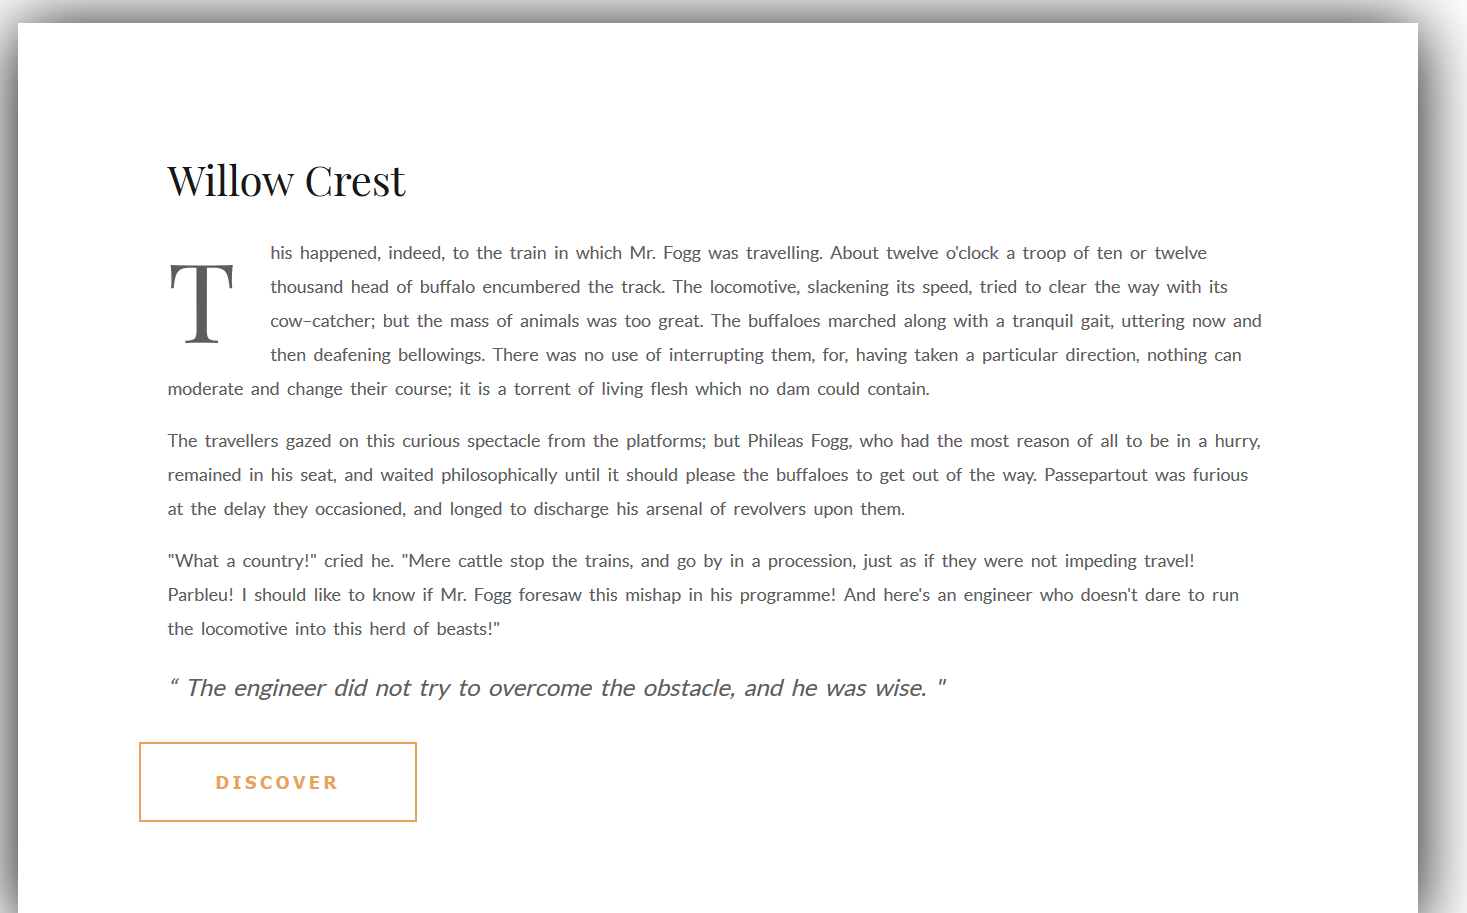 Willow Crest
This happened, indeed, to the train in which Mr. Fogg was travelling. About twelve o'clock a troop of ten or twelve
thousand head of buffalo encumbered the track. The locomotive, slackening its speed, tried to clear the way with its
cow–catcher; but the mass of animals was too great. The buffaloes marched along with a tranquil gait, uttering now and
then deafening bellowings. There was no use of interrupting them, for, having taken a particular direction, nothing can
moderate and change their course; it is a torrent of living flesh which no dam could contain.
The travellers gazed on this curious spectacle from the platforms; but Phileas Fogg, who had the most reason of all to be in a hurry,
remained in his seat, and waited philosophically until it should please the buffaloes to get out of the way. Passepartout was furious
at the delay they occasioned, and longed to discharge his arsenal of revolvers upon them.
"What a country!" cried he. "Mere cattle stop the trains, and go by in a procession, just as if they were not impeding travel!
Parbleu! I should like to know if Mr. Fogg foresaw this mishap in his programme! And here's an engineer who doesn't dare to run
the locomotive into this herd of beasts!"
“ The engineer did not try to overcome the obstacle, and he was wise. "
DISCOVER